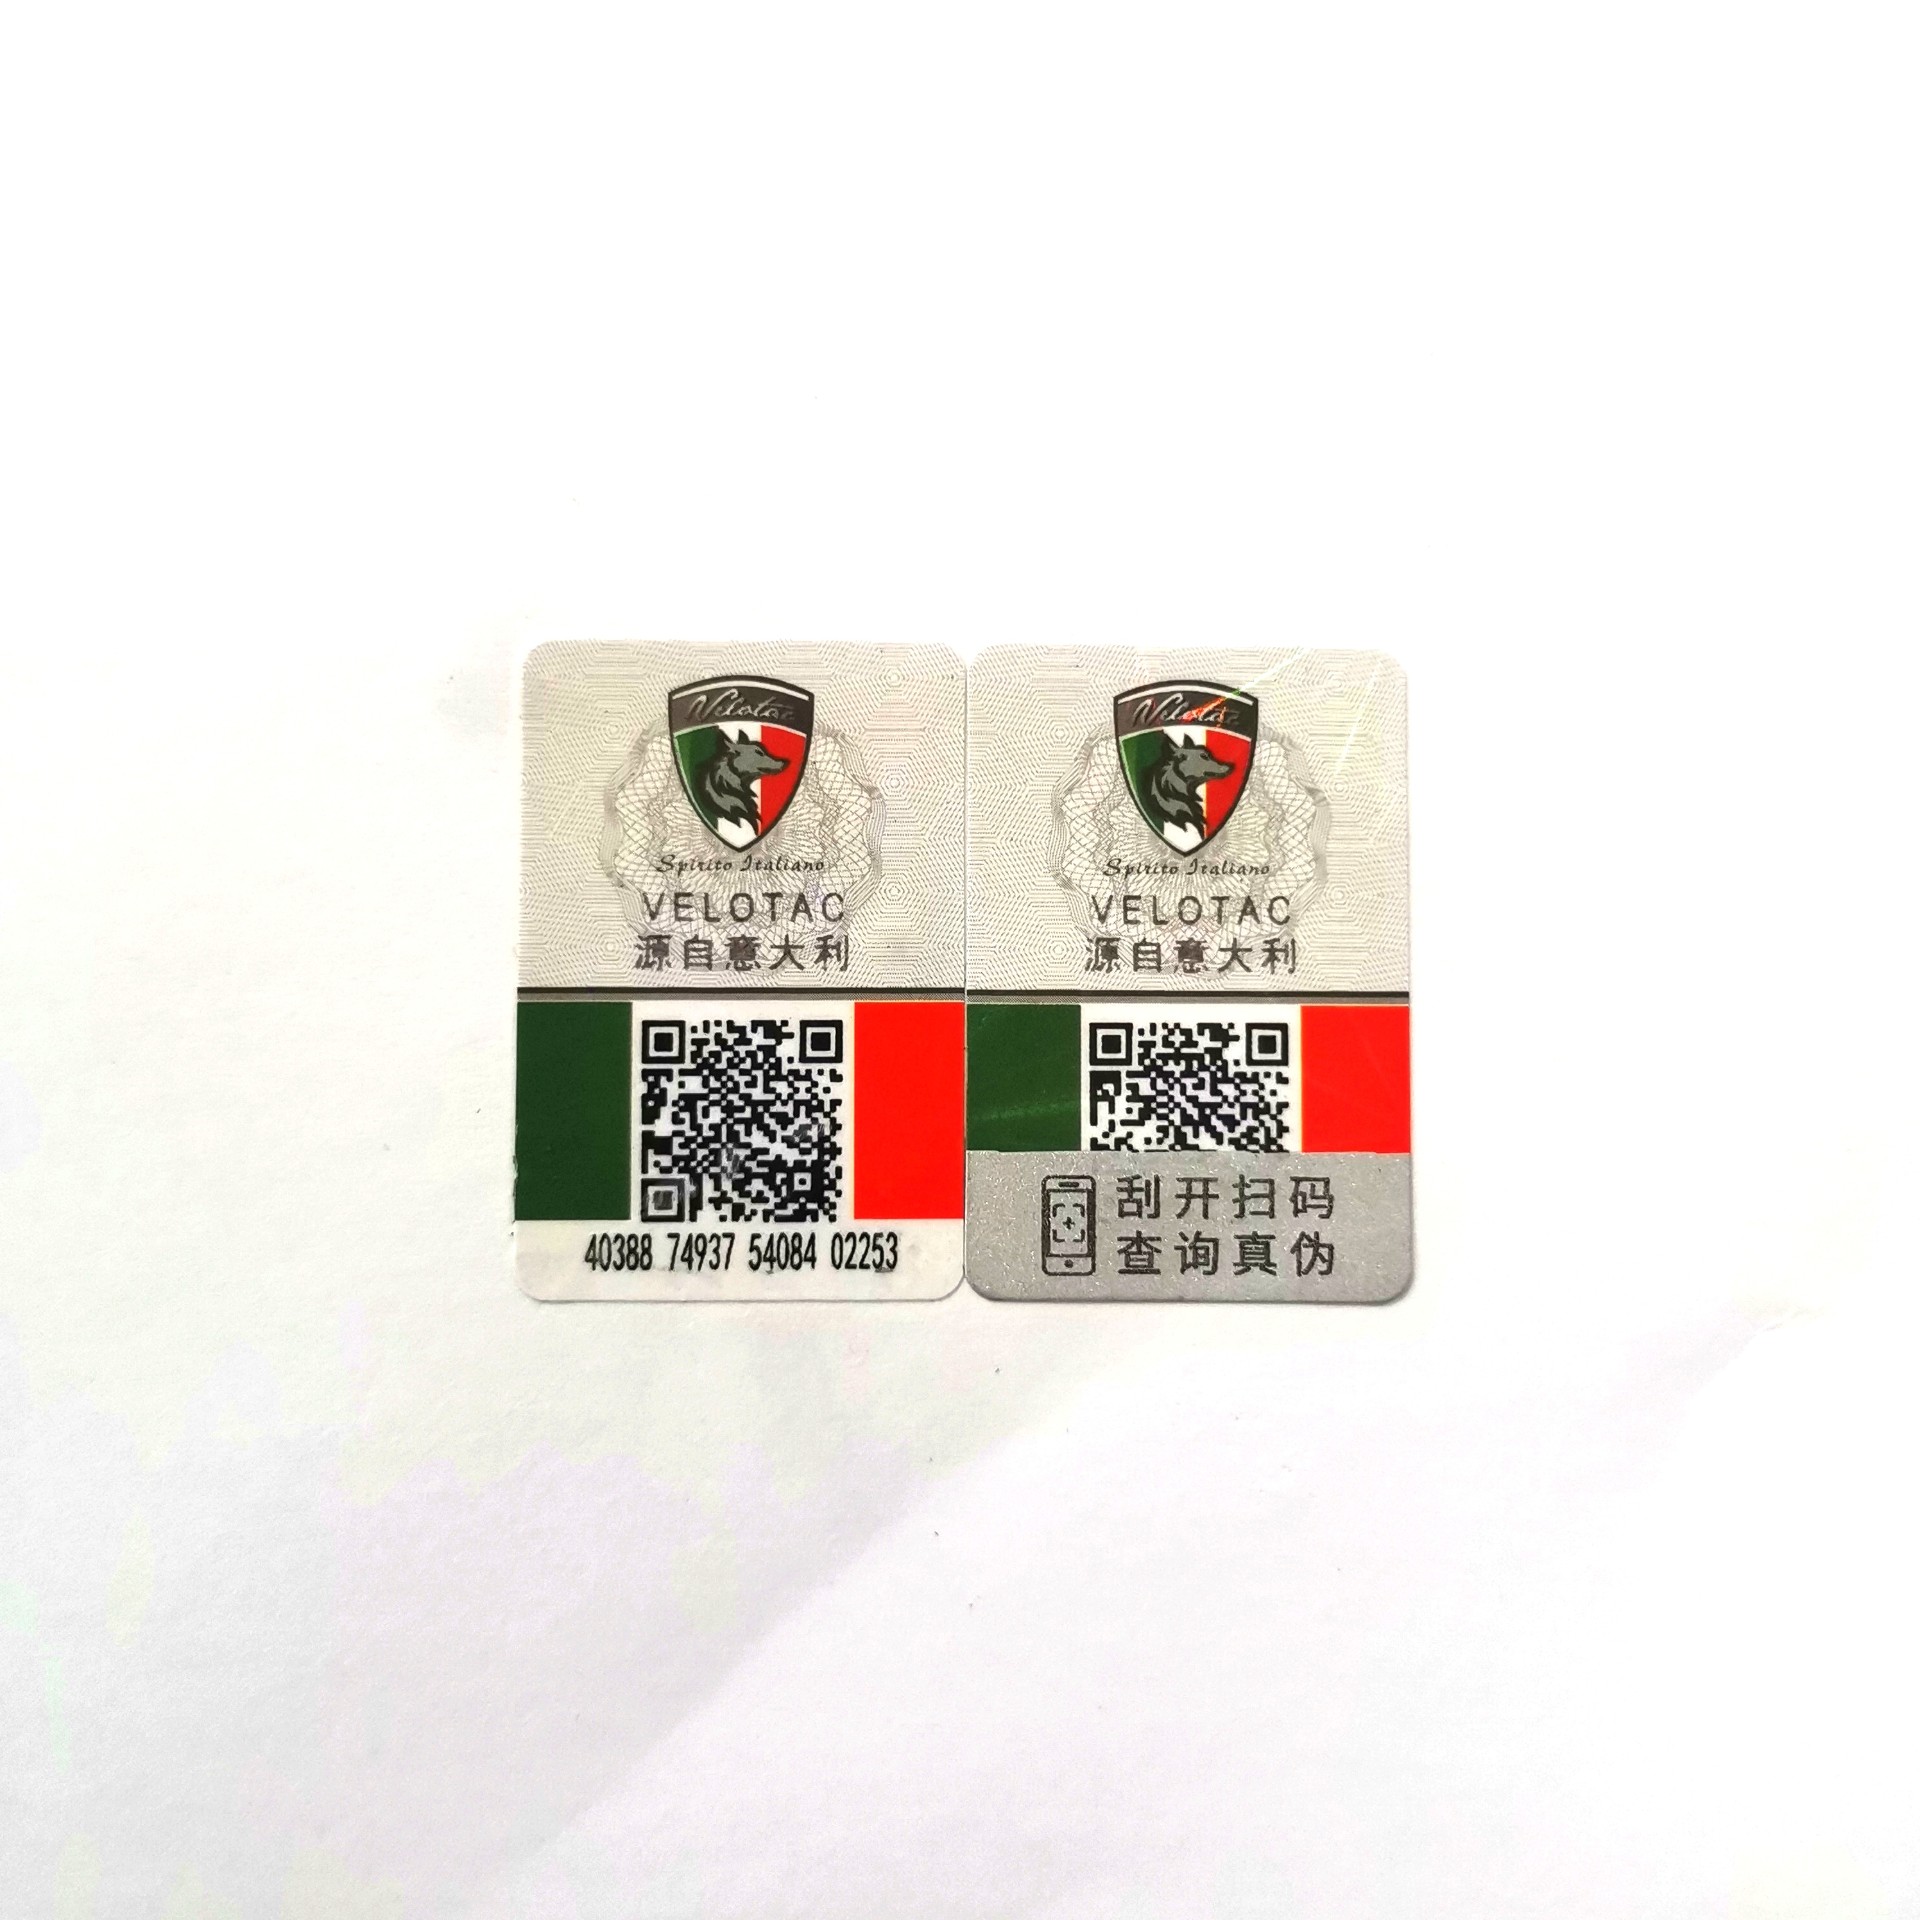 Velotac
Spirito Italiano
VELOTAC
源自意大利
40388 74937 54084 02253
Velotac
Spirito Italiano
VELOTAC
源自意大利
刮开扫码
查询真伪